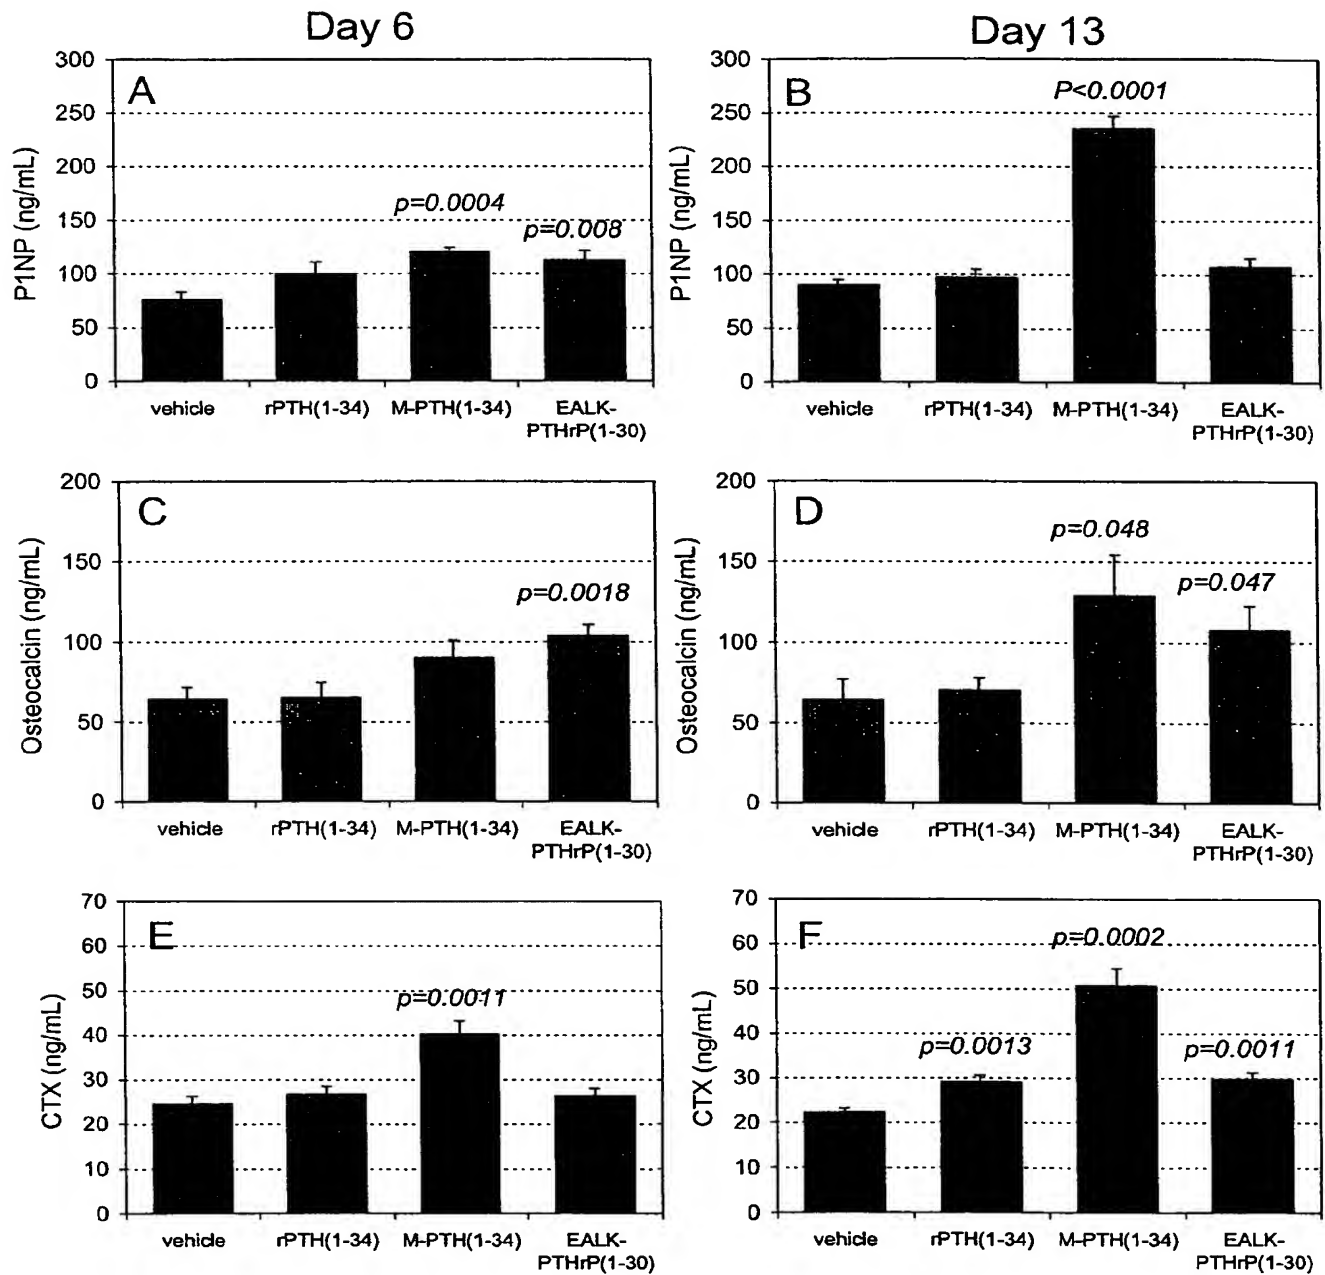 Day 6
Day 13
A
P1NP (ng/mL)
300
250
200
150
100
50
0
p=0.0004
p=0.008
vehicle
rPTH(1-34)
M-PTH(1-34)
EALK-
PTHrP(1-30)
B
P1NP (ng/mL)
300
250
200
150
100
50
0
P<0.0001
vehicle
rPTH(1-34)
M-PTH(1-34)
EALK-
PTHrP(1-30)
C
Osteocalcin (ng/mL)
200
150
100
50
0
p=0.0018
vehicle
rPTH(1-34)
M-PTH(1-34)
EALK-
PTHrP(1-30)
D
Osteocalcin (ng/mL)
200
150
100
50
0
p=0.048
p=0.047
vehicle
rPTH(1-34)
M-PTH(1-34)
EALK-
PTHrP(1-30)
E
CTX (ng/mL)
70
60
50
40
30
20
10
0
p=0.0011
vehicle
rPTH(1-34)
M-PTH(1-34)
EALK-
PTHrP(1-30)
F
CTX (ng/mL)
70
60
50
40
30
20
10
0
p=0.0013
p=0.0002
p=0.0011
vehicle
rPTH(1-34)
M-PTH(1-34)
EALK-
PTHrP(1-30)